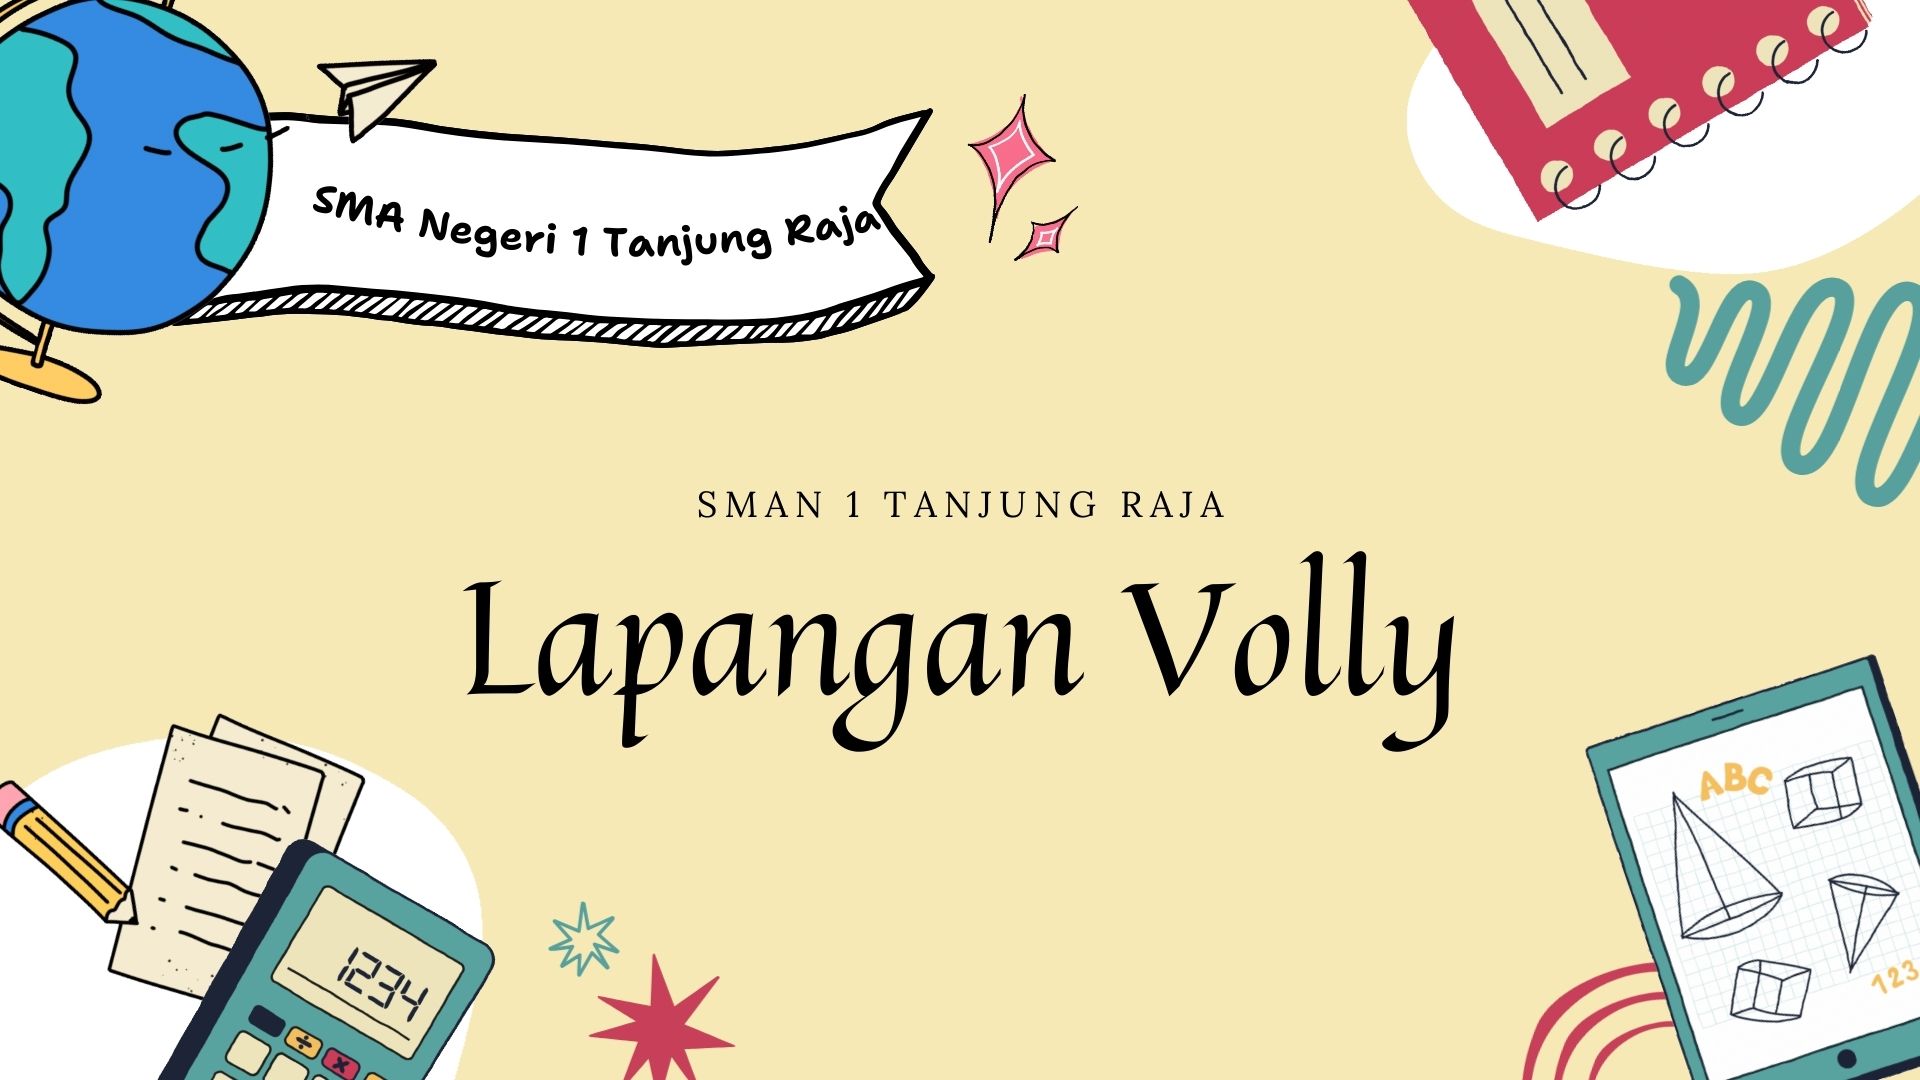 SMA Negeri 1 Tanjung Raja
SMAN 1 TANJUNG RAJA
Lapangan Volly
ABC
123
1234